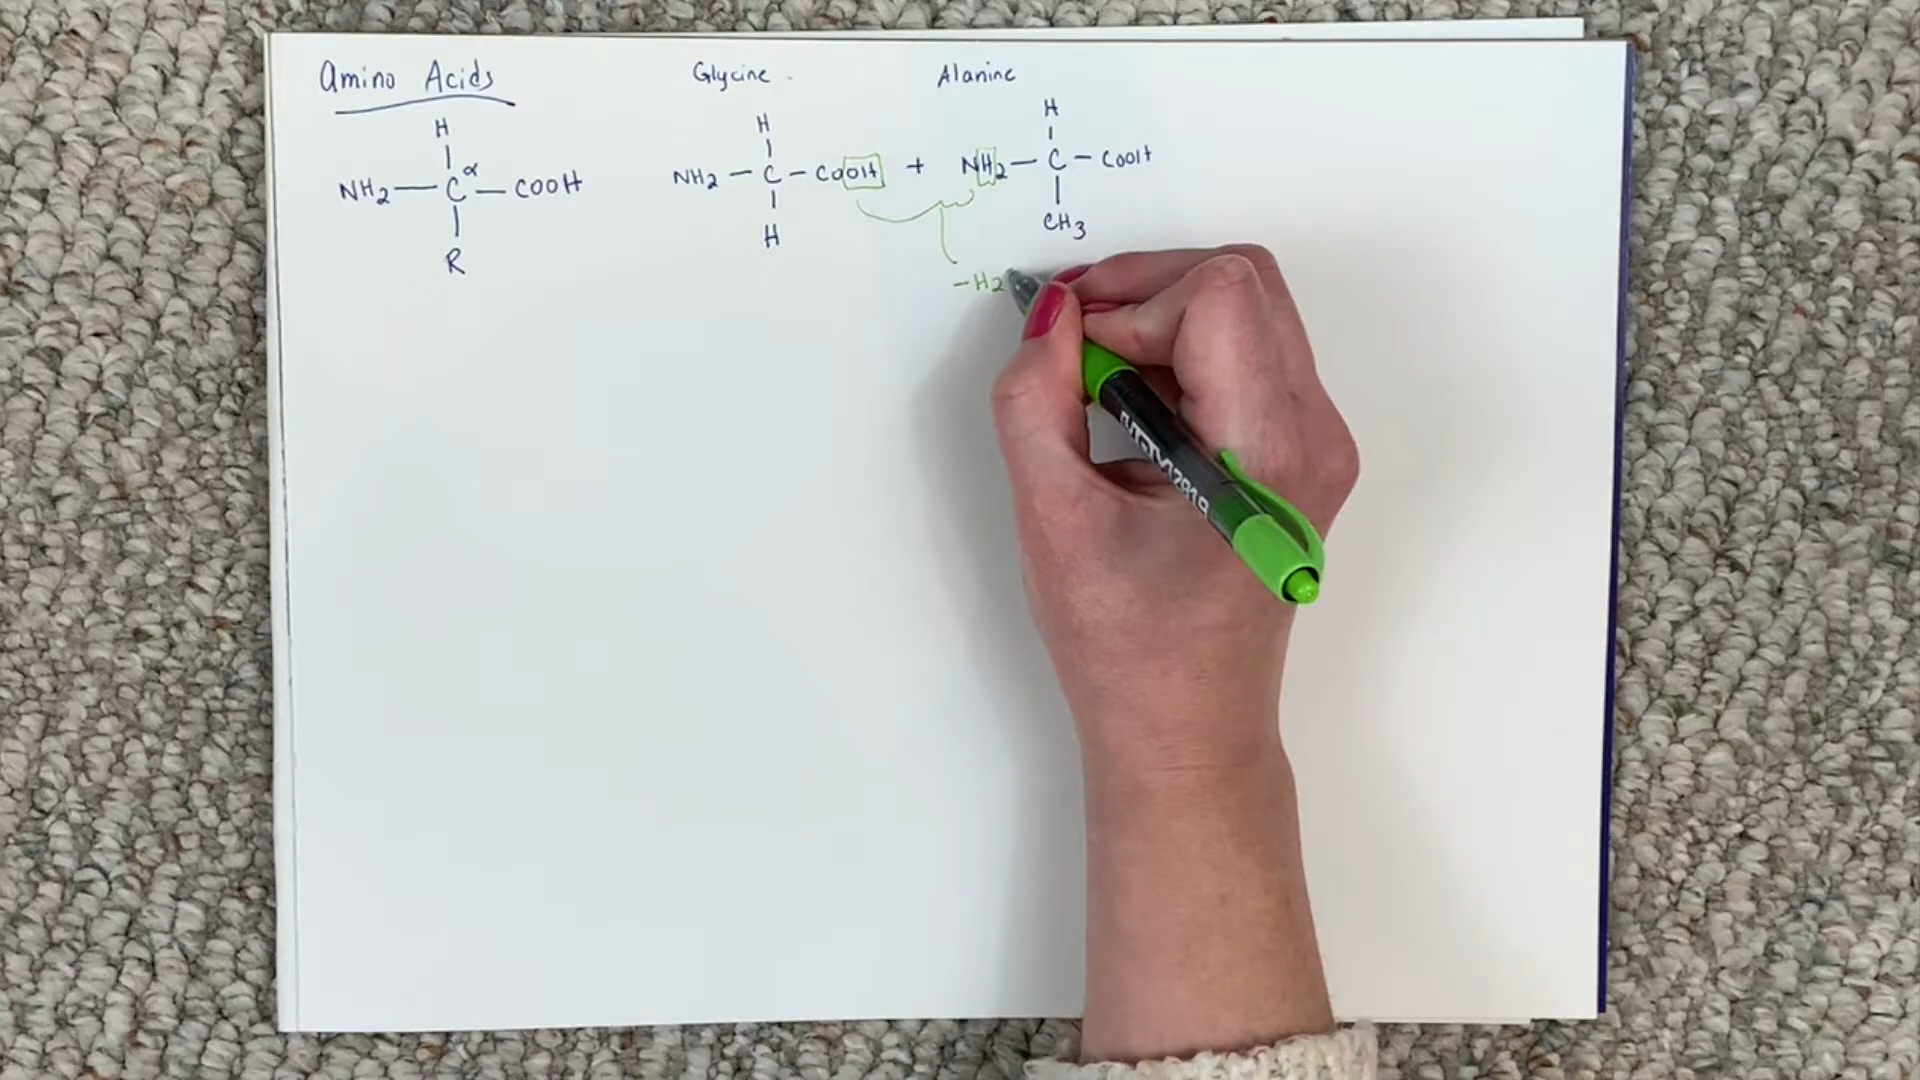 Amino Acids
H
NH2 — C α — COOH
R
Glycine
H
NH2 — C — COOH
H
+
Alanine
H
NH2 — C — COOH
CH3
-H2